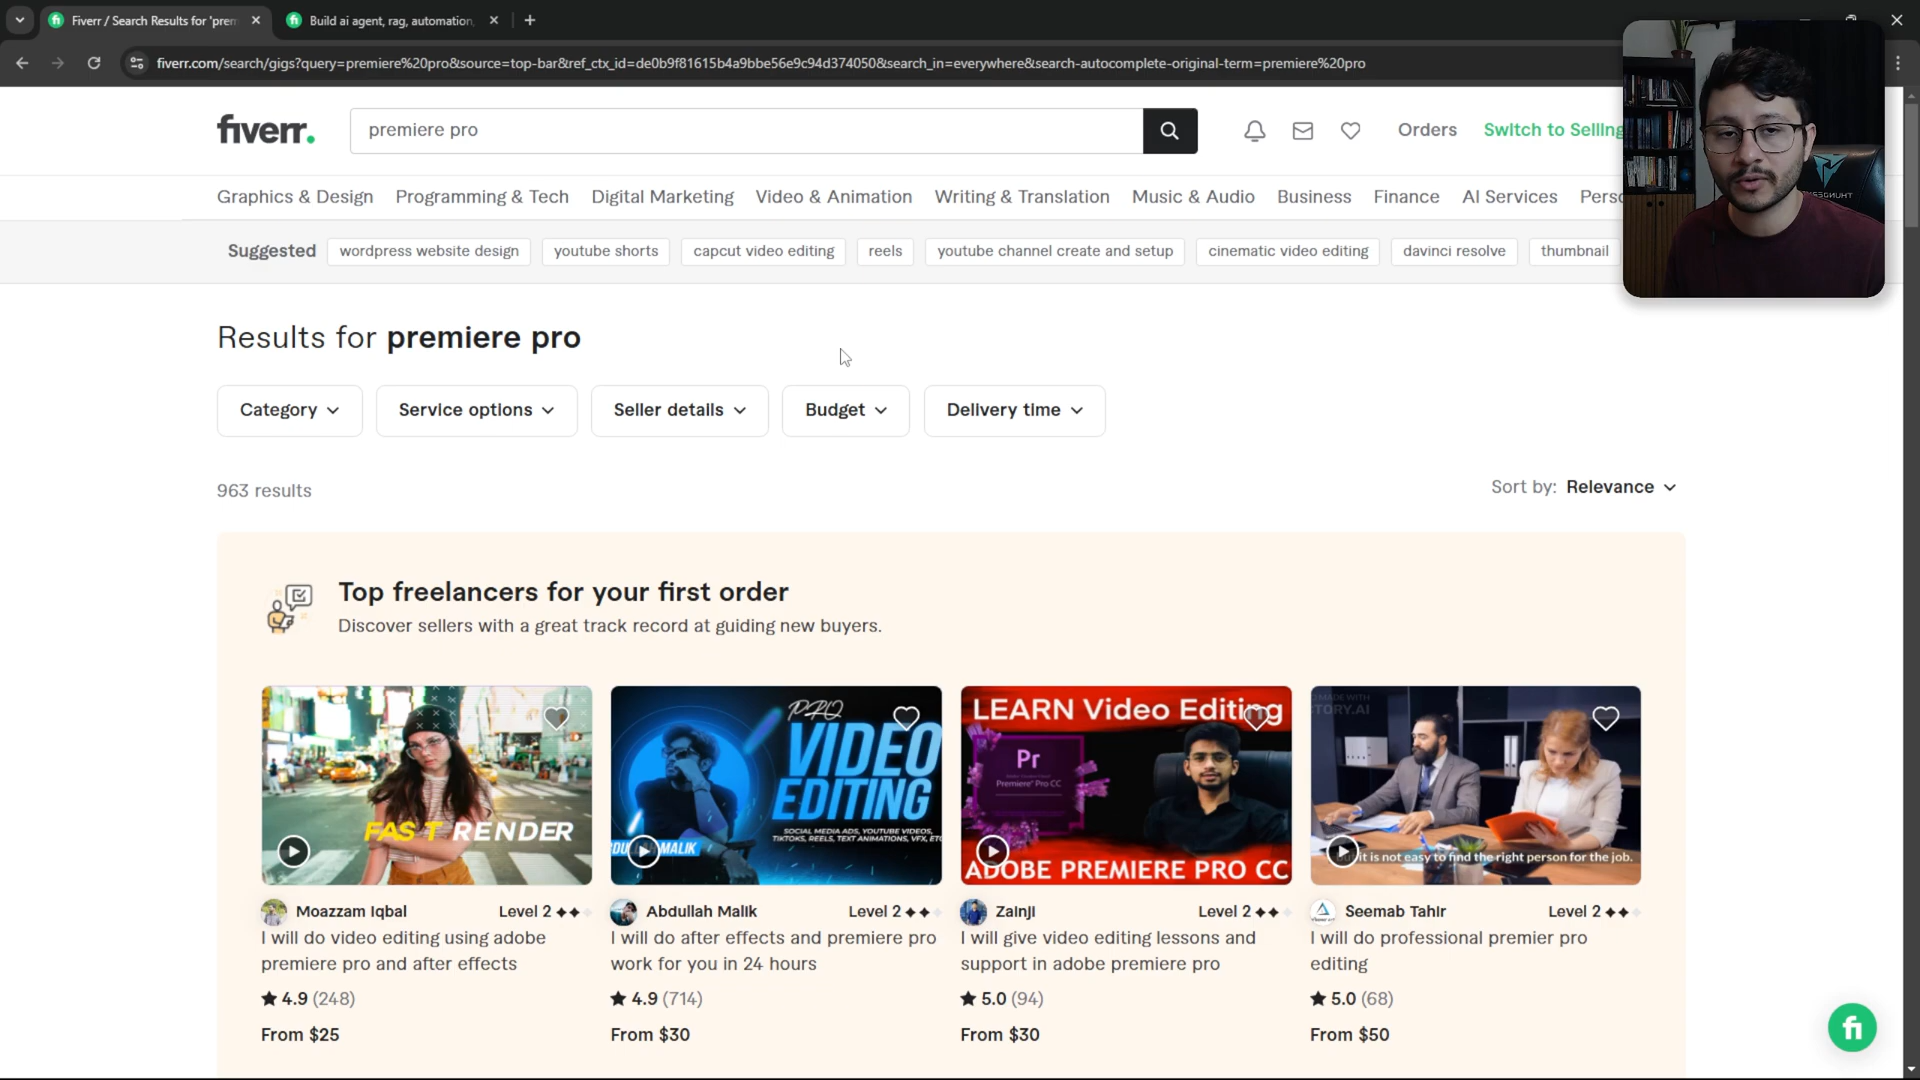 Fiverr / Search Results for 'prem
Build ai agent, rag, automation,
fiverr.com/search/gigs?query=premiere%20pro&source=top-bar&ref_ctx_id=de0b9f81615b4a9bbe56e9c94d374050&search_in=everywhere&search-autocomplete-original-term=premiere%20pro
fiverr.
premiere pro
Orders
Switch to Selling
Graphics & Design
Programming & Tech
Digital Marketing
Video & Animation
Writing & Translation
Music & Audio
Business
Finance
AI Services
Perso
Suggested
wordpress website design
youtube shorts
capcut video editing
reels
youtube channel create and setup
cinematic video editing
davinci resolve
thumbnail
Results for premiere pro
Category
Service options
Seller details
Budget
Delivery time
963 results
Sort by: Relevance
Top freelancers for your first order
Discover sellers with a great track record at guiding new buyers.
FAST RENDER
PRO
VIDEO
EDITING
SOCIAL MEDIA ADS, YOUTUBE VIDEOS,
TIKTOKS, REELS, TEXT ANIMATIONS, VFX, ETC
MALIK
LEARN Video Editing
Pr
Premiere Pro CC
ADOBE PREMIERE PRO CC
MADE WITH
TORY.AI
but it is not easy to find the right person for the job.
Moazzam Iqbal
Level 2
I will do video editing using adobe
premiere pro and after effects
4.9 (248)
From $25
Abdullah Malik
Level 2
I will do after effects and premiere pro
work for you in 24 hours
4.9 (714)
From $30
Zainji
Level 2
I will give video editing lessons and
support in adobe premiere pro
5.0 (94)
From $30
Seemab Tahir
Level 2
I will do professional premier pro
editing
5.0 (68)
From $50
fi